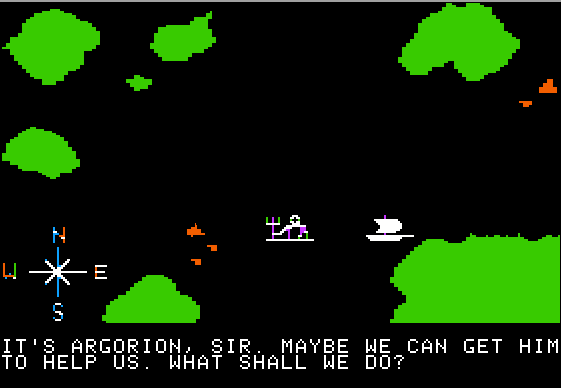 N
W E
S
IT'S ARGORION, SIR. MAYBE WE CAN GET HIM
TO HELP US. WHAT SHALL WE DO?